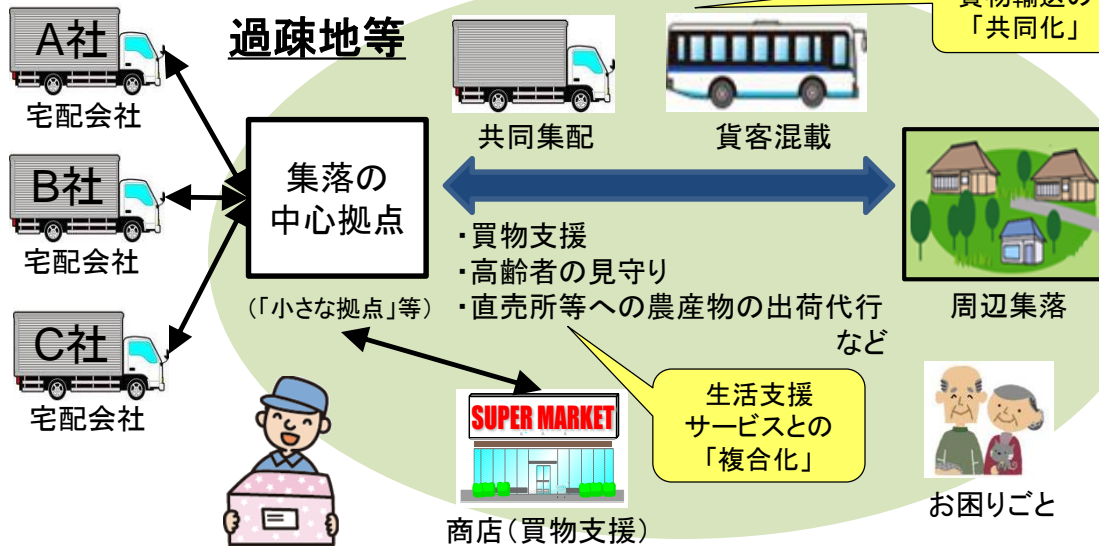 A社
宅配会社
B社
宅配会社
C社
宅配会社
過疎地等
共同集配
貨客混載
貨物輸送の
「共同化」
集落の
中心拠点
(「小さな拠点」等)
・買物支援
・高齢者の見守り
・直売所等への農産物の出荷代行
など
周辺集落
生活支援
サービスとの
「複合化」
SUPER MARKET
商店(買物支援)
お困りごと